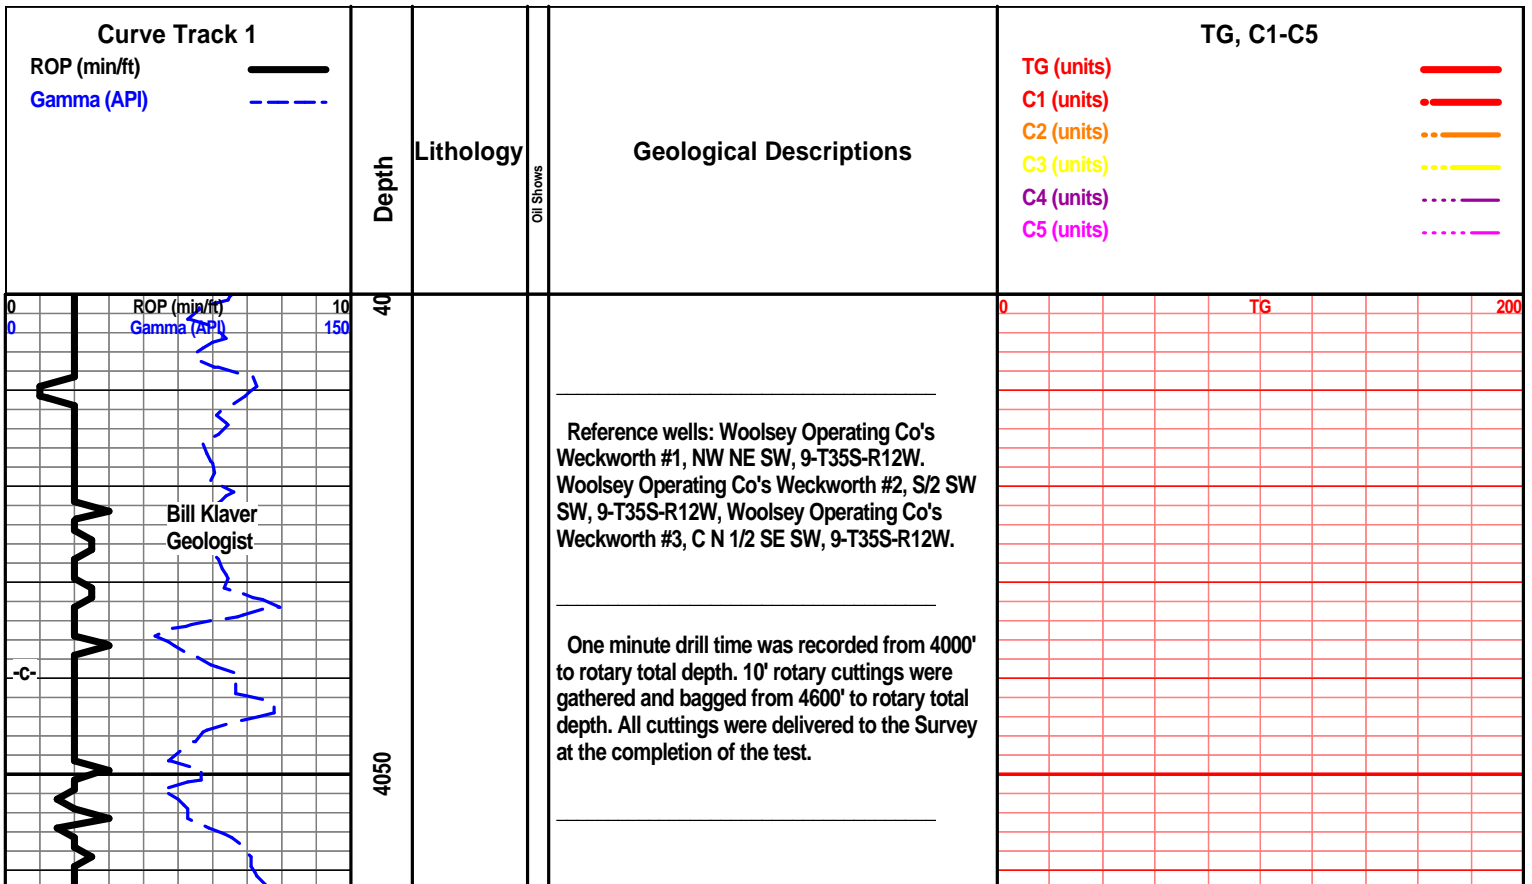 Curve Track 1
ROP (min/ft)
Gamma (API)
Depth
Lithology
Oil Shows
Geological Descriptions
TG, C1-C5
TG (units)
C1 (units)
C2 (units)
C3 (units)
C4 (units)
C5 (units)
0 ROP (min/ft) 10
0 Gamma (API) 150
40
0 TG 200
Reference wells: Woolsey Operating Co's
Weckworth #1, NW NE SW, 9-T35S-R12W.
Woolsey Operating Co's Weckworth #2, S/2 SW
SW, 9-T35S-R12W, Woolsey Operating Co's
Weckworth #3, C N 1/2 SE SW, 9-T35S-R12W.
Bill Klaver
Geologist
One minute drill time was recorded from 4000'
to rotary total depth. 10' rotary cuttings were
gathered and bagged from 4600' to rotary total
depth. All cuttings were delivered to the Survey
at the completion of the test.
-c-
4050